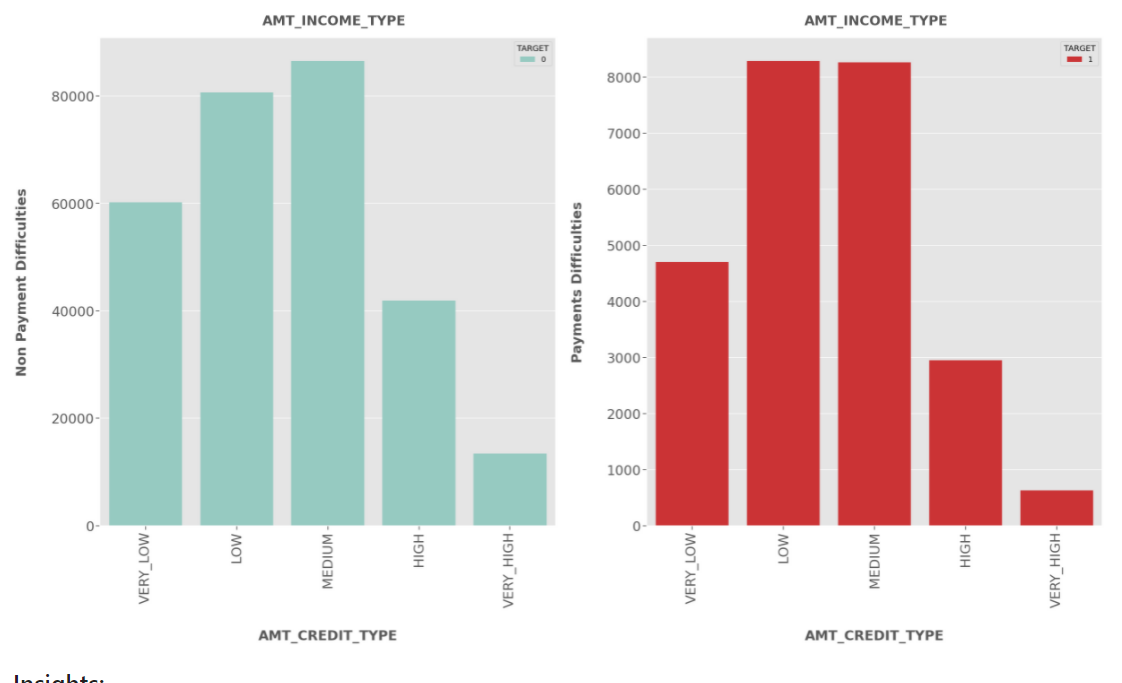 AMT_INCOME_TYPE
TARGET
0
80000
60000
40000
20000
0
Non Payment Difficulties
VERY_LOW
LOW
MEDIUM
HIGH
VERY_HIGH
AMT_CREDIT_TYPE
AMT_INCOME_TYPE
TARGET
1
8000
7000
6000
5000
4000
3000
2000
1000
0
Payments Difficulties
VERY_LOW
LOW
MEDIUM
HIGH
VERY_HIGH
AMT_CREDIT_TYPE
Insights: